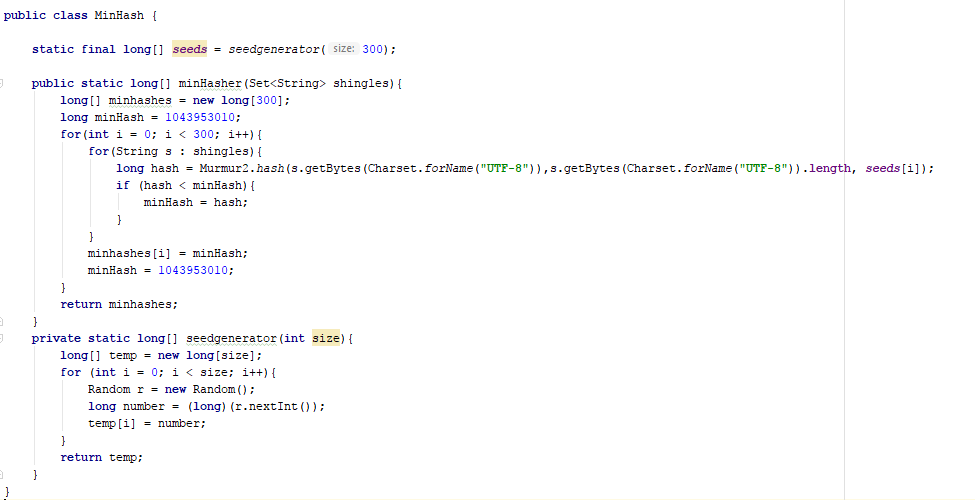 public class MinHash {
static final long[] seeds = seedgenerator( size: 300);
public static long[] minHasher(Set<String> shingles){
long[] minhashes = new long[300];
long minHash = 1043953010;
for(int i = 0; i < 300; i++){
for(String s : shingles){
long hash = Murmur2.hash(s.getBytes(Charset.forName("UTF-8")),s.getBytes(Charset.forName("UTF-8")).length, seeds[i]);
if (hash < minHash){
minHash = hash;
}
}
minhashes[i] = minHash;
minHash = 1043953010;
}
return minhashes;
}
private static long[] seedgenerator(int size){
long[] temp = new long[size];
for (int i = 0; i < size; i++){
Random r = new Random();
long number = (long)(r.nextInt());
temp[i] = number;
}
return temp;
}
}